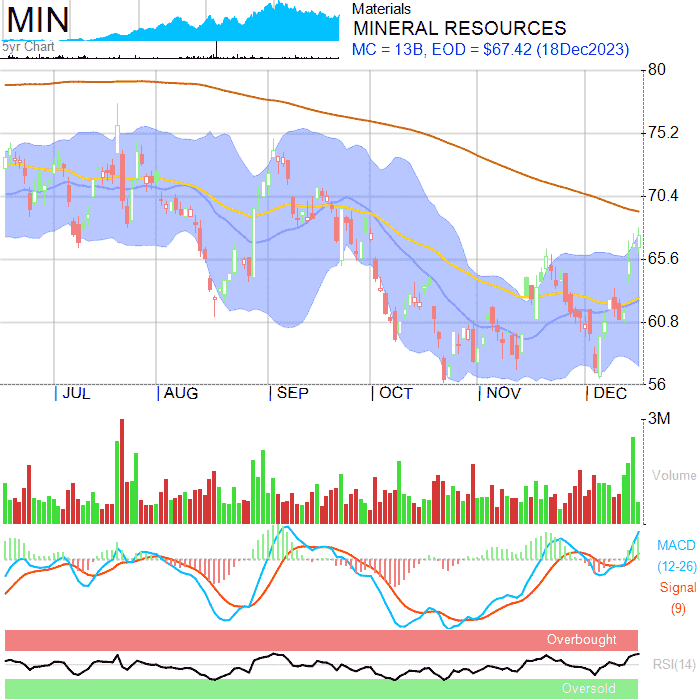 MIN
5yr Chart
Materials
MINERAL RESOURCES
MC = 13B, EOD = $67.42 (18Dec2023)
80
75.2
70.4
65.6
60.8
56
JUL AUG SEP OCT NOV DEC
3M
Volume
MACD
(12-26)
Signal
(9)
Overbought
RSI(14)
Oversold